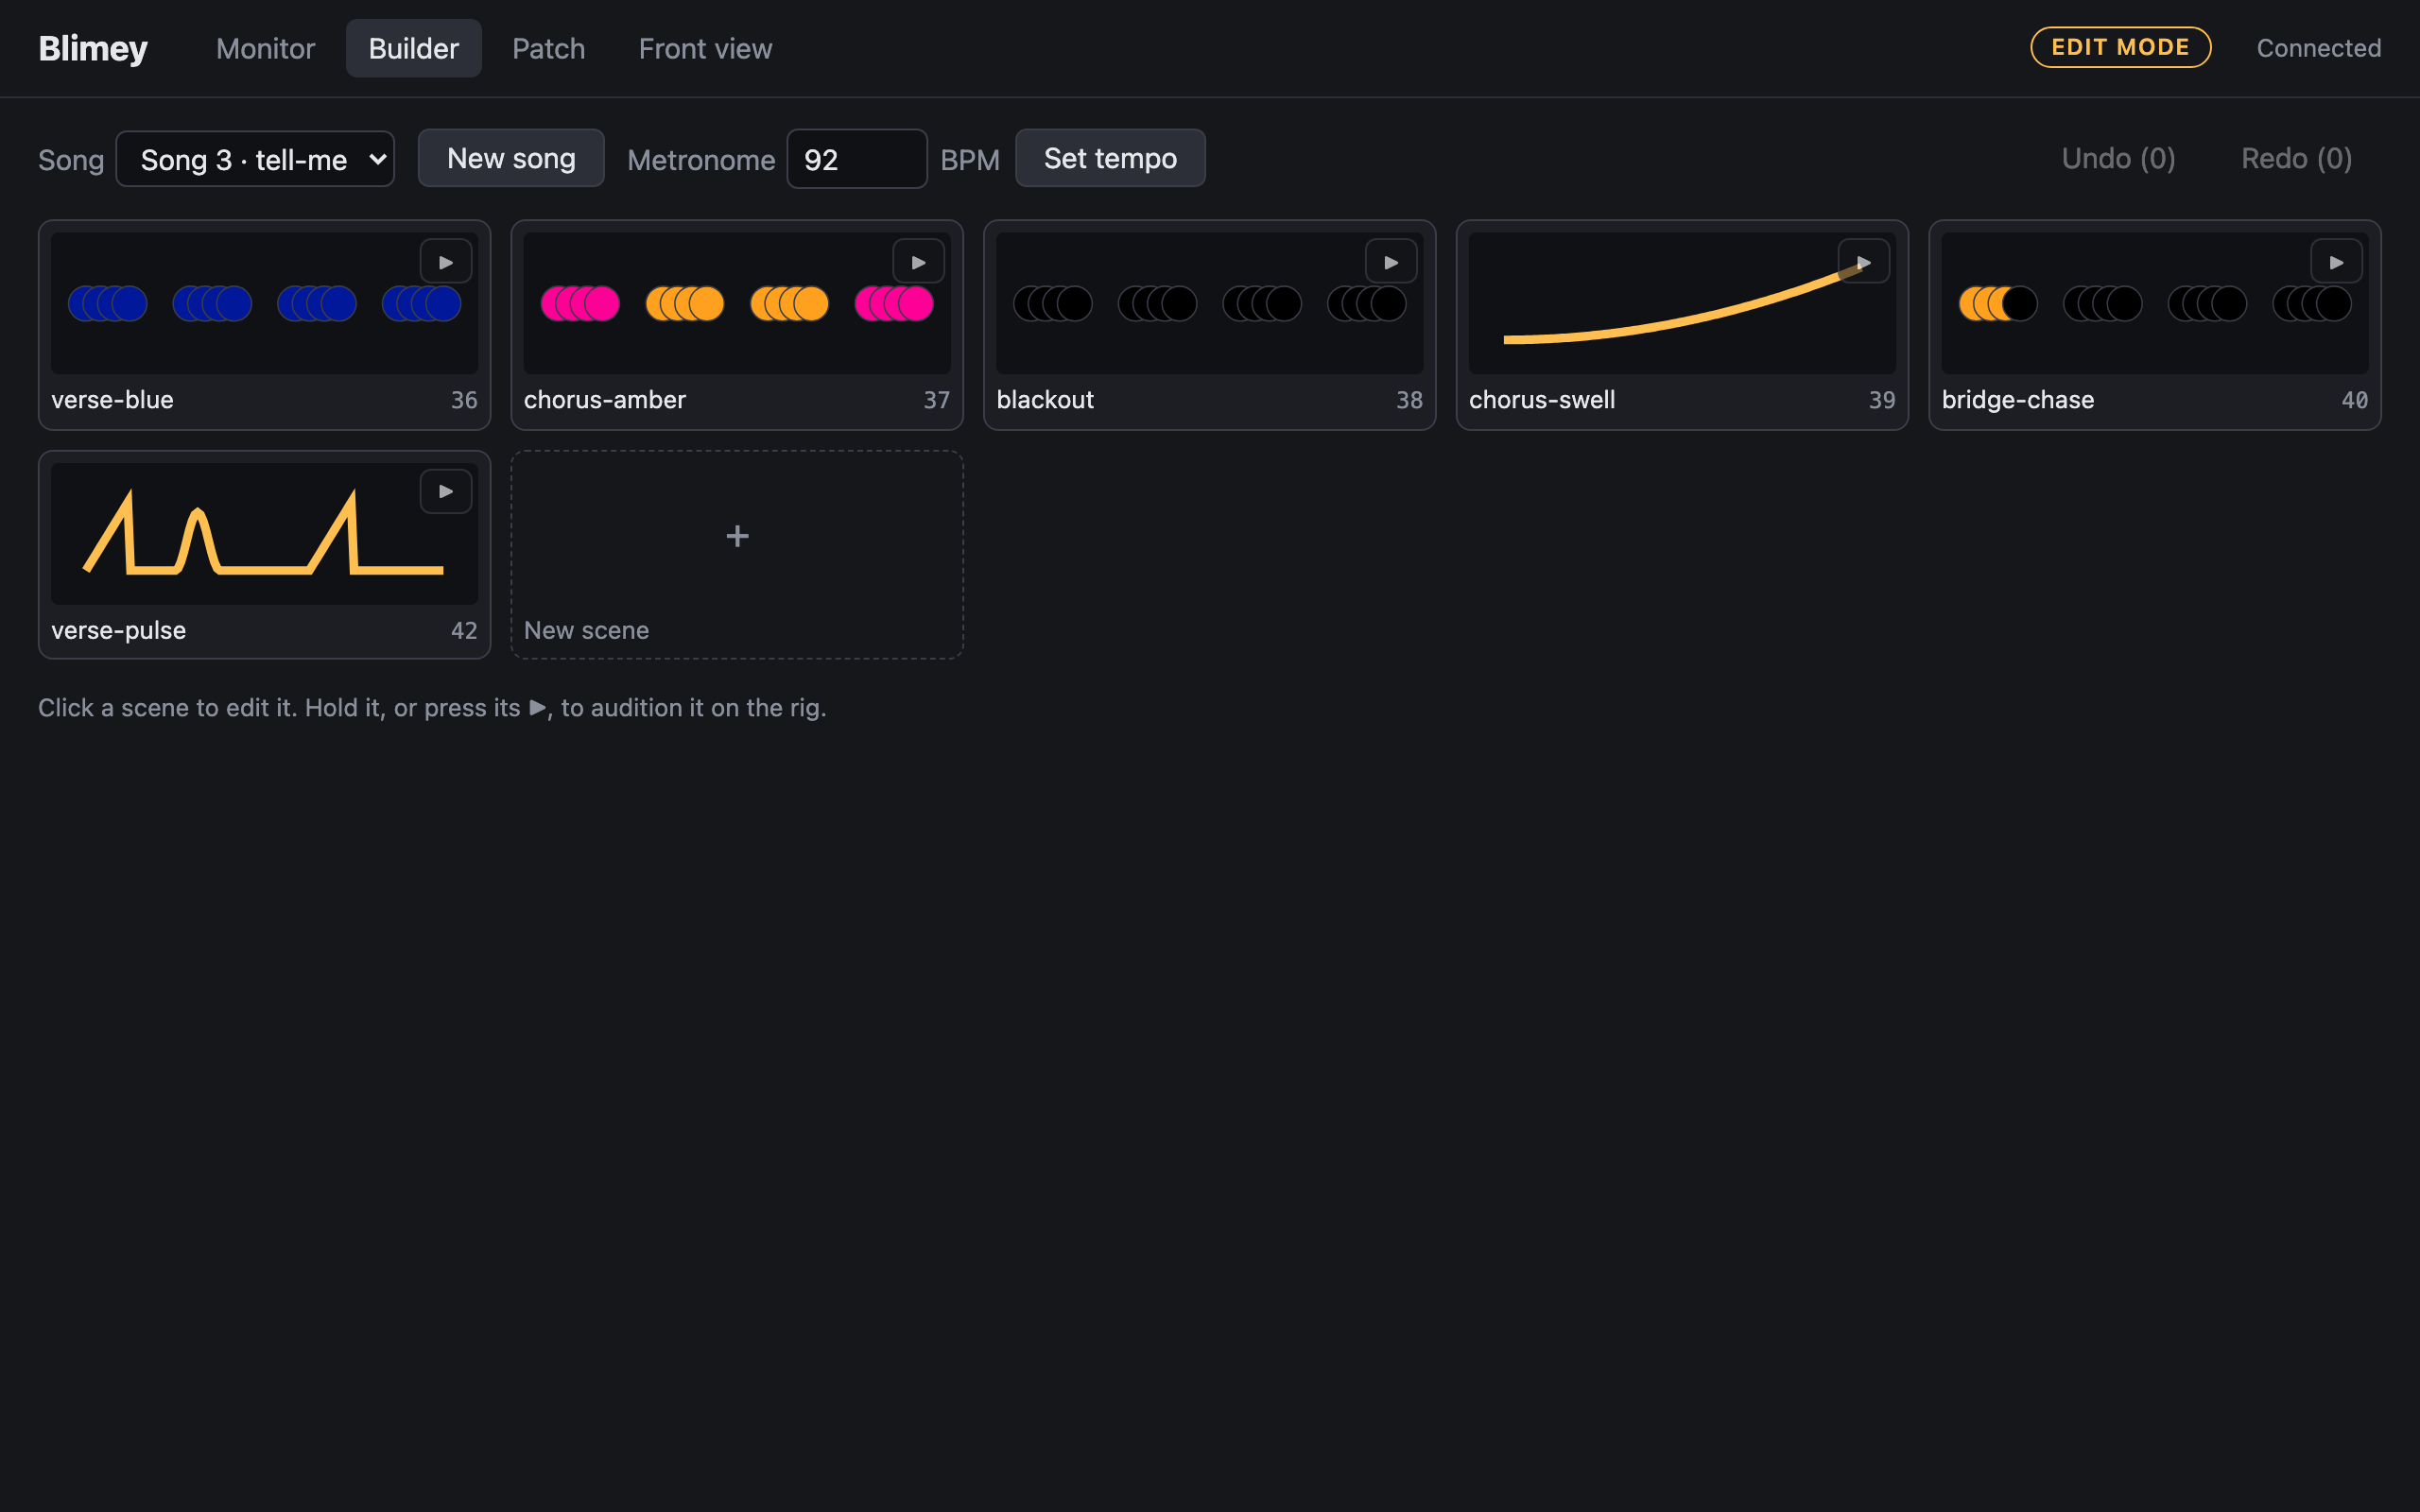 Blimey Monitor Builder Patch Front view EDIT MODE Connected
Song Song 3 · tell-me New song Metronome 92 BPM Set tempo Undo (0) Redo (0)
verse-blue 36 chorus-amber 37 blackout 38 chorus-swell 39 bridge-chase 40
+
verse-pulse 42 New scene
Click a scene to edit it. Hold it, or press its ▶, to audition it on the rig.